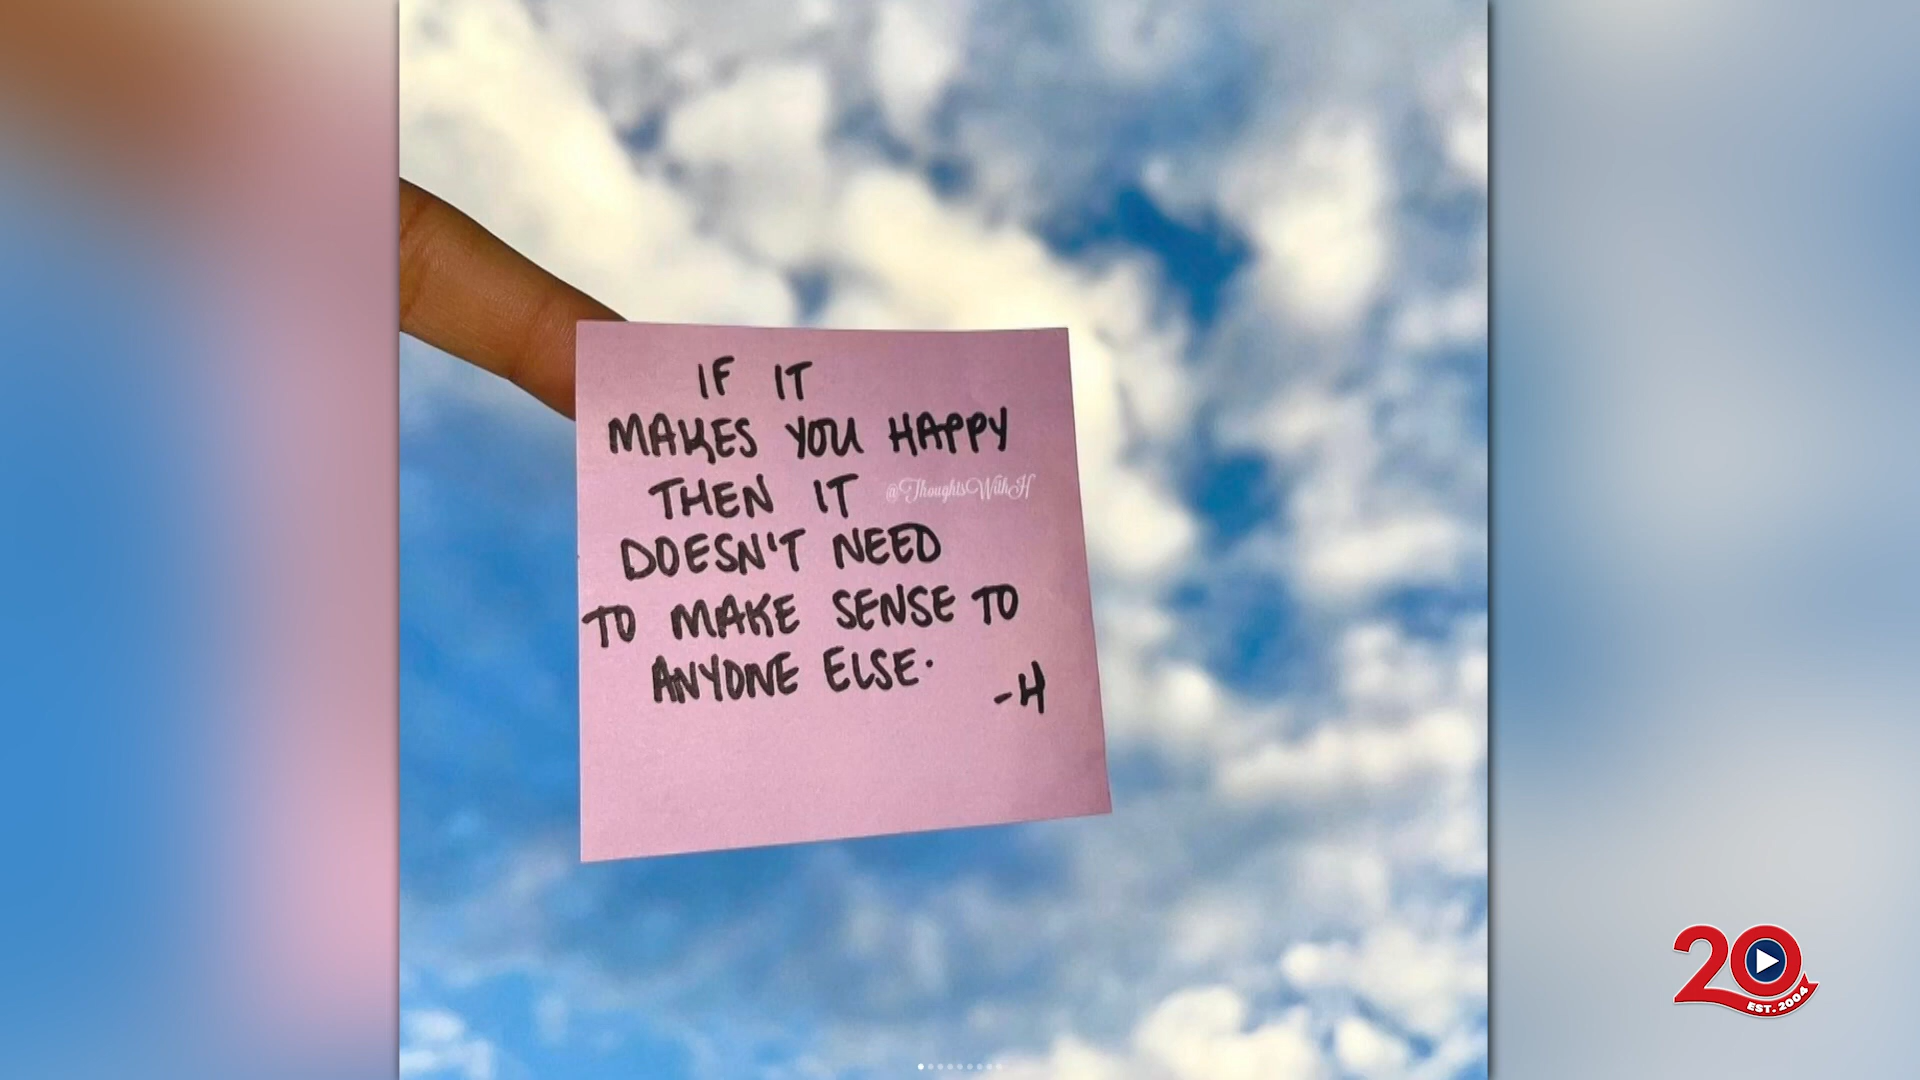 IF IT
MAKES YOU HAPPY
THEN IT
@ThoughtsWithH
DOESN'T NEED
TO MAKE SENSE TO
ANYONE ELSE.
-H
20
EST. 2004